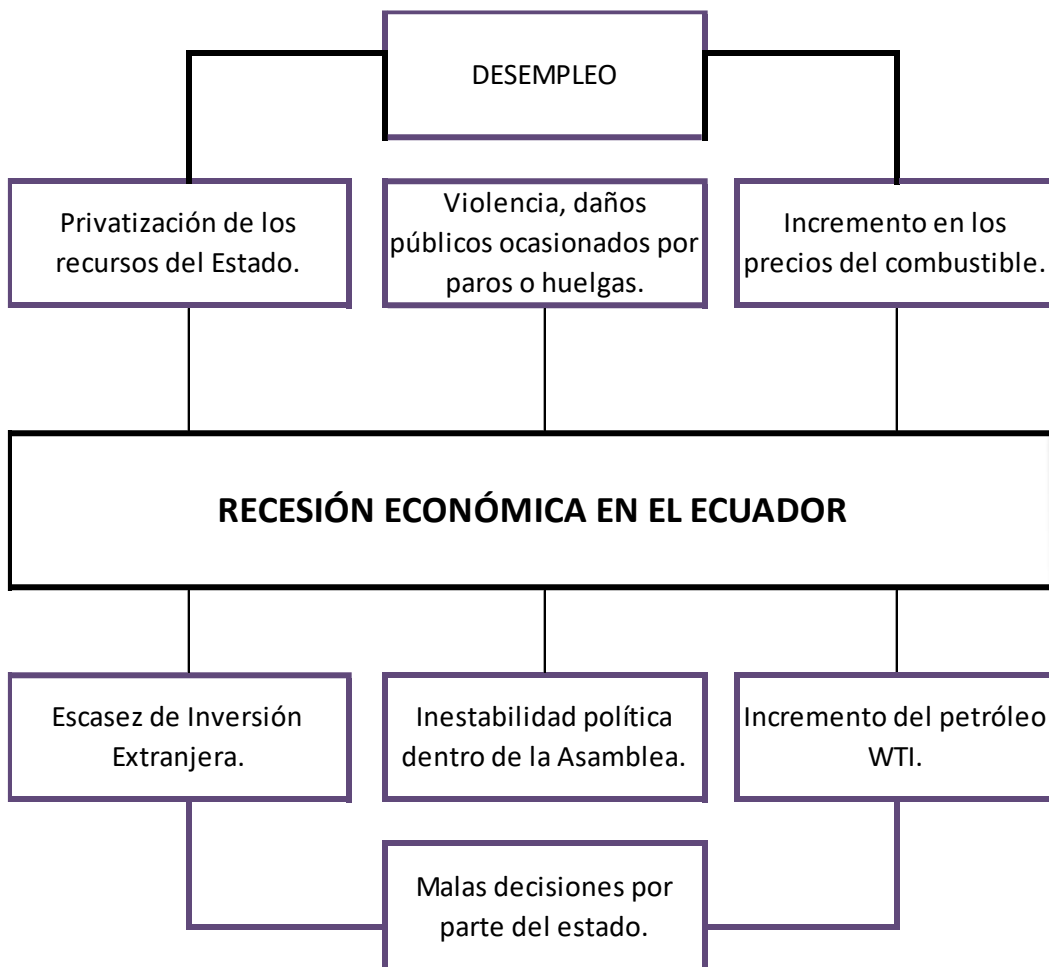 DESEMPLEO
Privatización de los
recursos del Estado.
Violencia, daños
públicos ocasionados por
paros o huelgas.
Incremento en los
precios del combustible.
RECESIÓN ECONÓMICA EN EL ECUADOR
Escasez de Inversión
Extranjera.
Inestabilidad política
dentro de la Asamblea.
Incremento del petróleo
WTI.
Malas decisiones por
parte del estado.